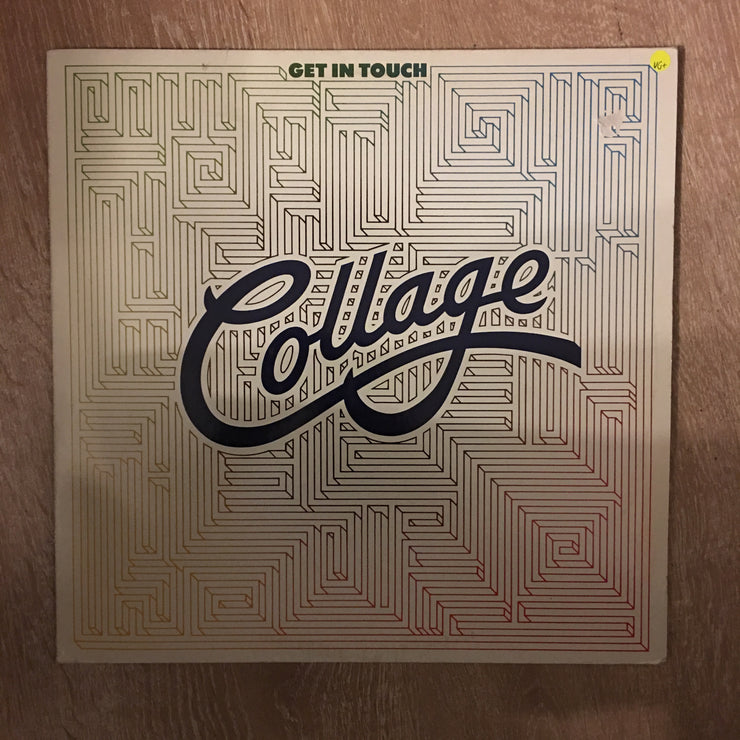 GET IN TOUCH
VG+
Collage